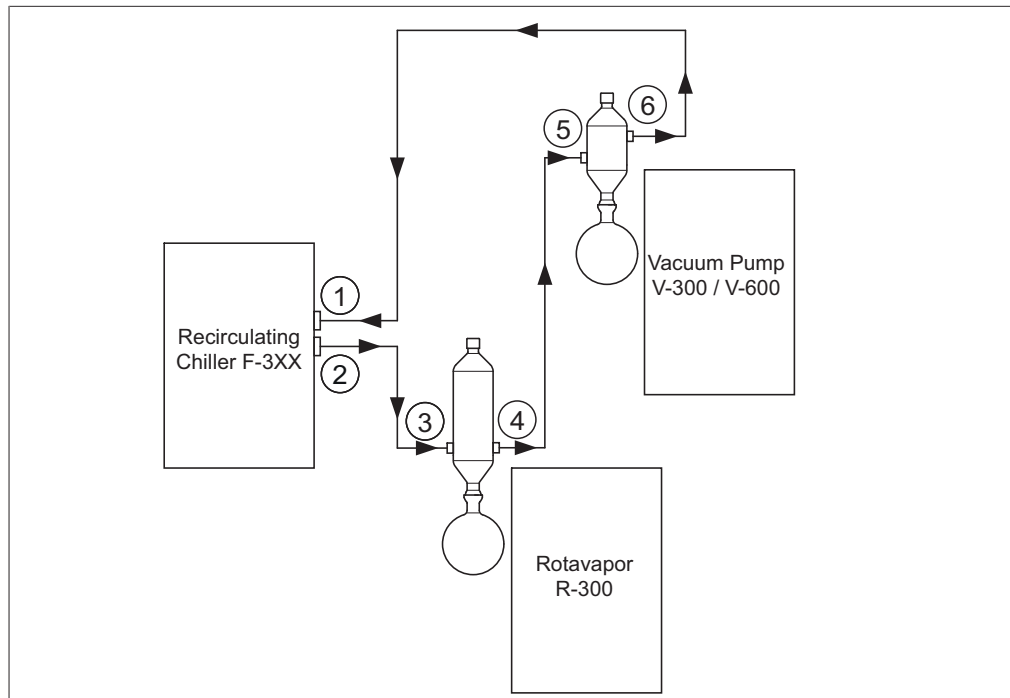 6
5
Vacuum Pump
V-300 / V-600
1
Recirculating
Chiller F-3XX
2
3
4
Rotavapor
R-300